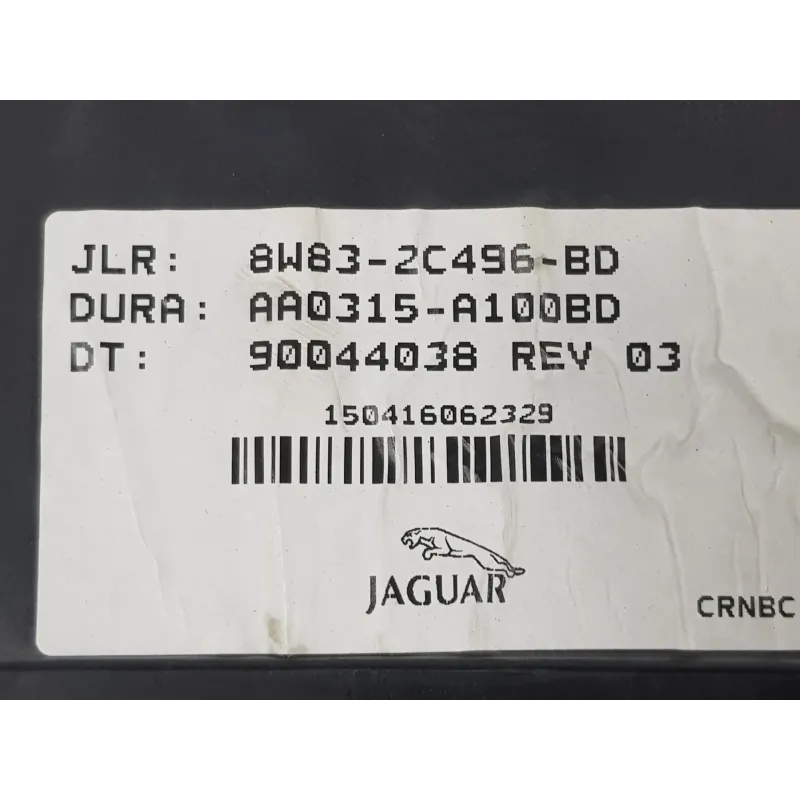 JLR: 8W83-2C496-BD
DURA: AA0315-A100BD
DT: 90044038 REV 03
150416062329
JAGUAR
CRNBC